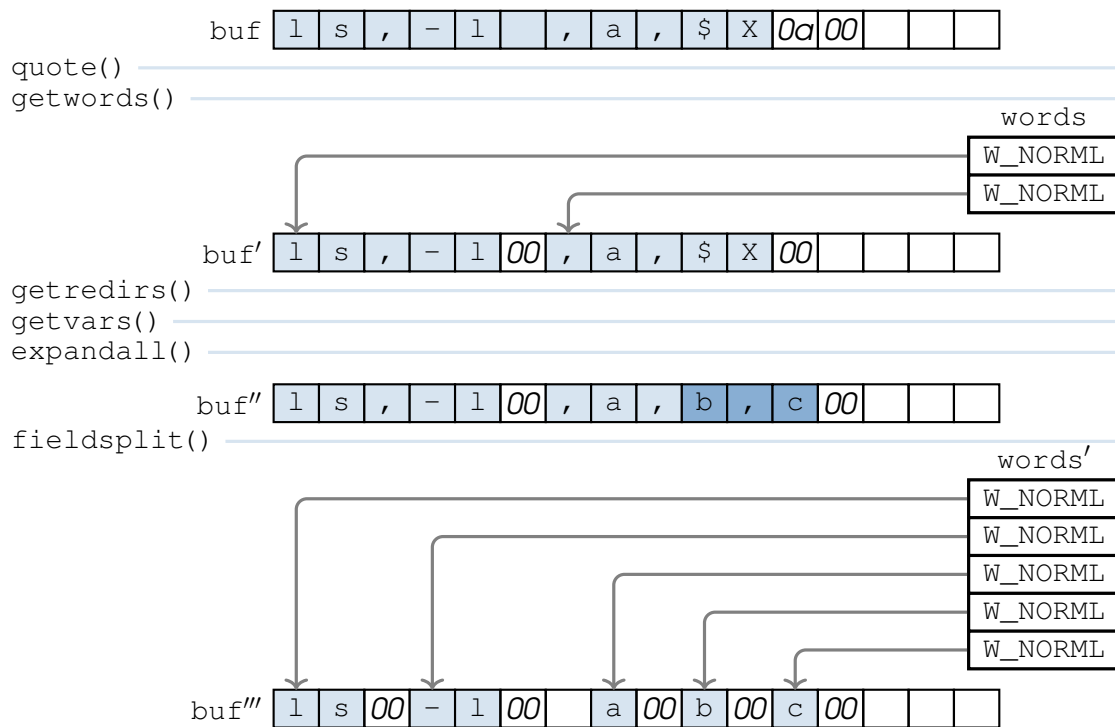 buf l s , - l , a , $ X 0a 00
quote()
getwords()
words
W_NORML
W_NORML
buf′ l s , - l 00 , a , $ X 00
getredirs()
getvars()
expandall()
buf″ l s , - l 00 , a , b , c 00
fieldsplit()
words′
W_NORML
W_NORML
W_NORML
W_NORML
W_NORML
buf‴ l s 00 - l 00 a 00 b 00 c 00